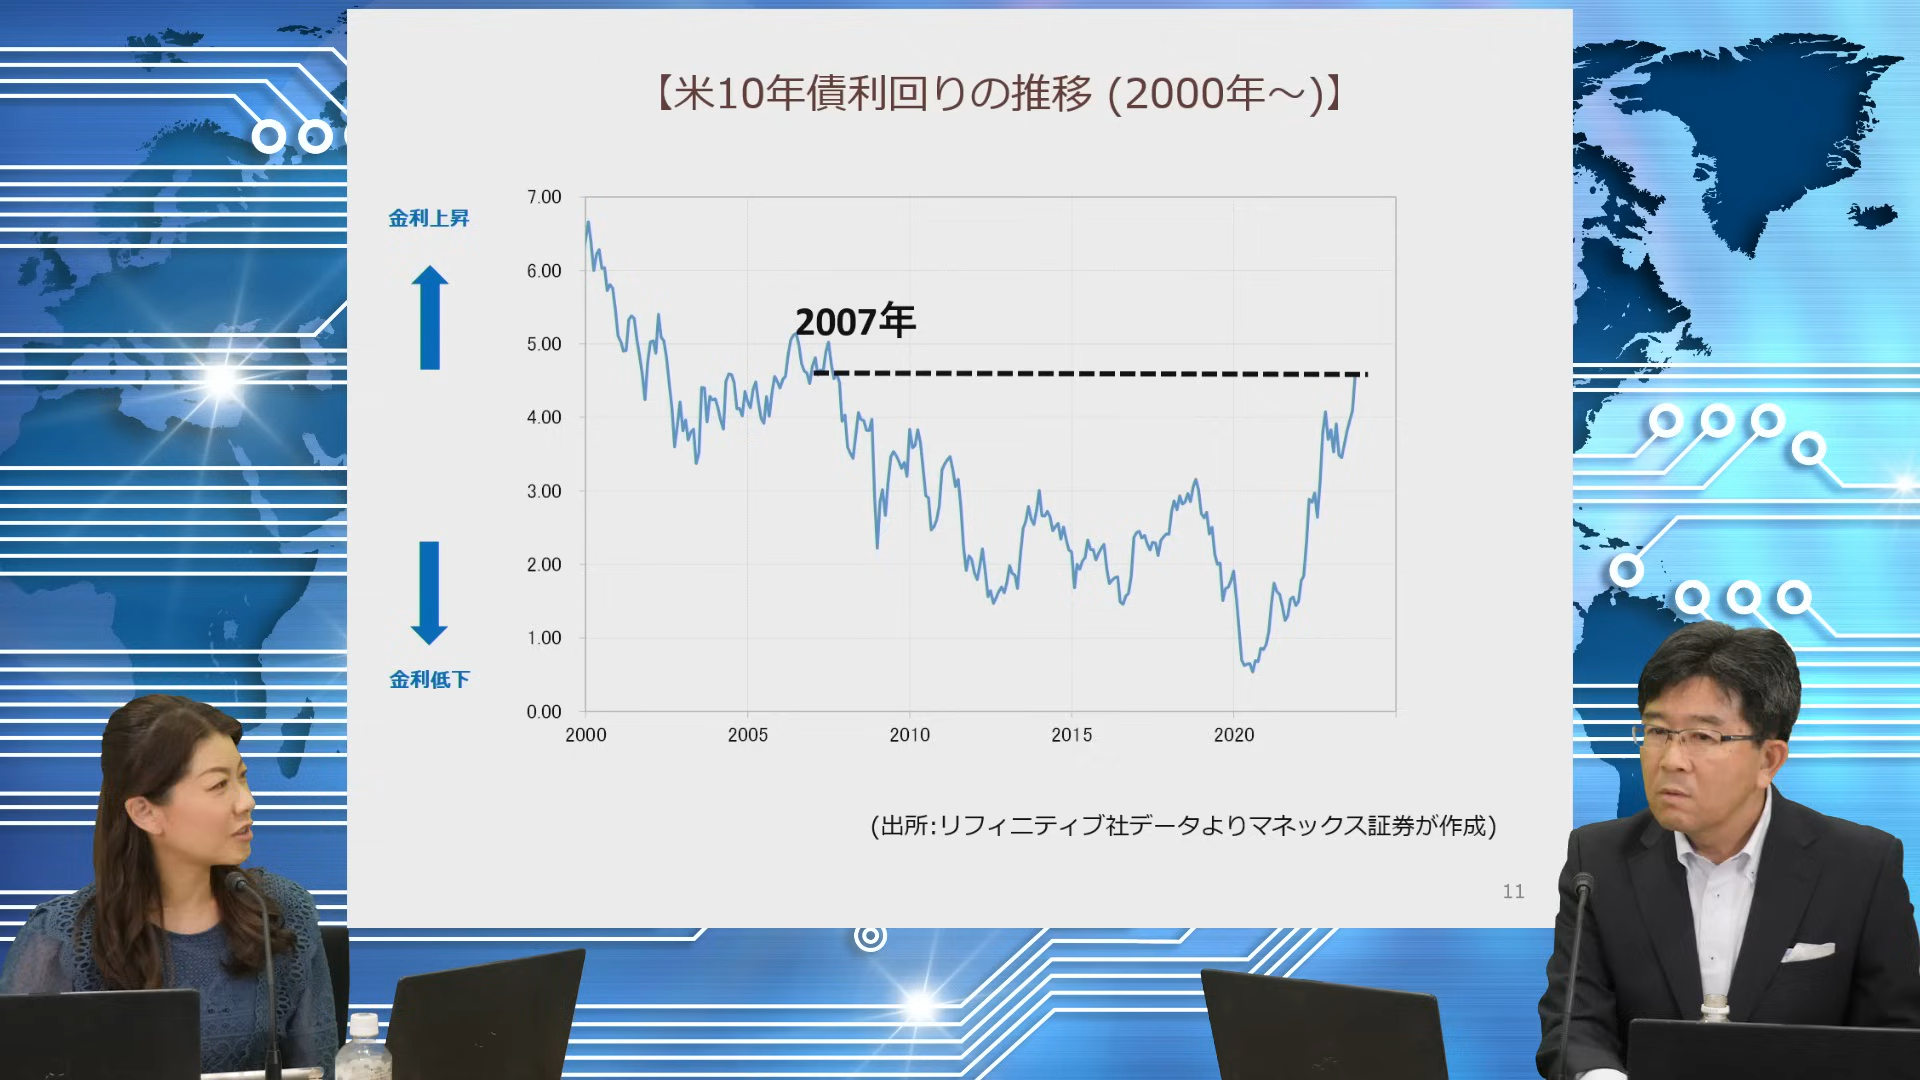 【米10年債利回りの推移 (2000年～)】
金利上昇
金利低下
7.00
6.00
5.00
4.00
3.00
2.00
1.00
0.00
2007年
2000 2005 2010 2015 2020
(出所:リフィニティブ社データよりマネックス証券が作成)
11